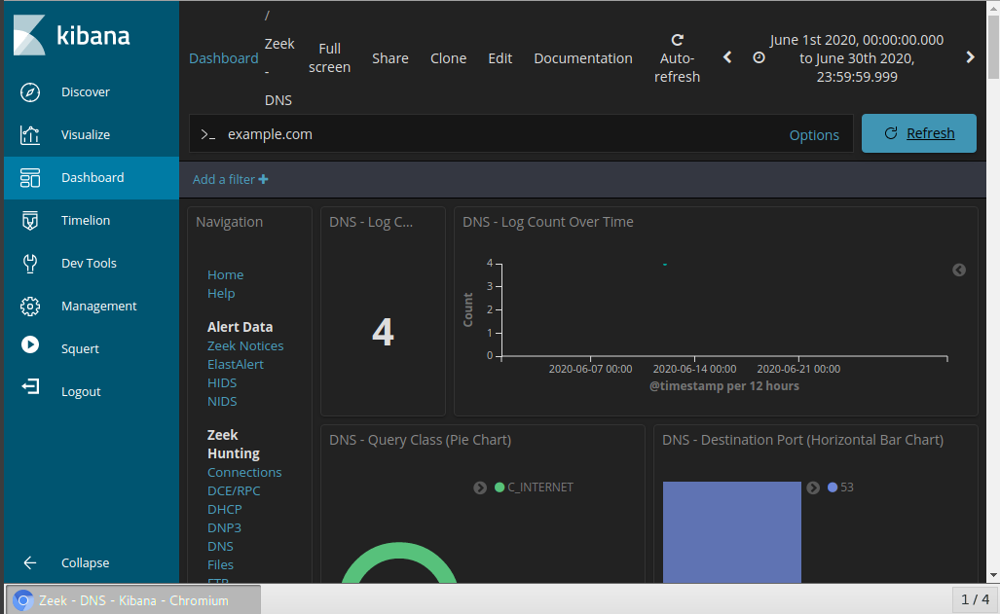 kibana
Discover
Visualize
Dashboard
Timelion
Dev Tools
Management
Squert
Logout
Collapse
Dashboard
/
Zeek
-
DNS
Full
screen
Share
Clone
Edit
Documentation
Auto-
refresh
June 1st 2020, 00:00:00.000
to June 30th 2020,
23:59:59.999
>_ example.com
Options
Refresh
Add a filter +
Navigation
Home
Help
Alert Data
Zeek Notices
ElastAlert
HIDS
NIDS
Zeek
Hunting
Connections
DCE/RPC
DHCP
DNP3
DNS
Files
FTP
DNS - Log C...
4
DNS - Log Count Over Time
4
3
2
1
0
Count
2020-06-07 00:00 2020-06-14 00:00 2020-06-21 00:00
@timestamp per 12 hours
DNS - Query Class (Pie Chart)
C_INTERNET
DNS - Destination Port (Horizontal Bar Chart)
53
Zeek - DNS - Kibana - Chromium
1 / 4